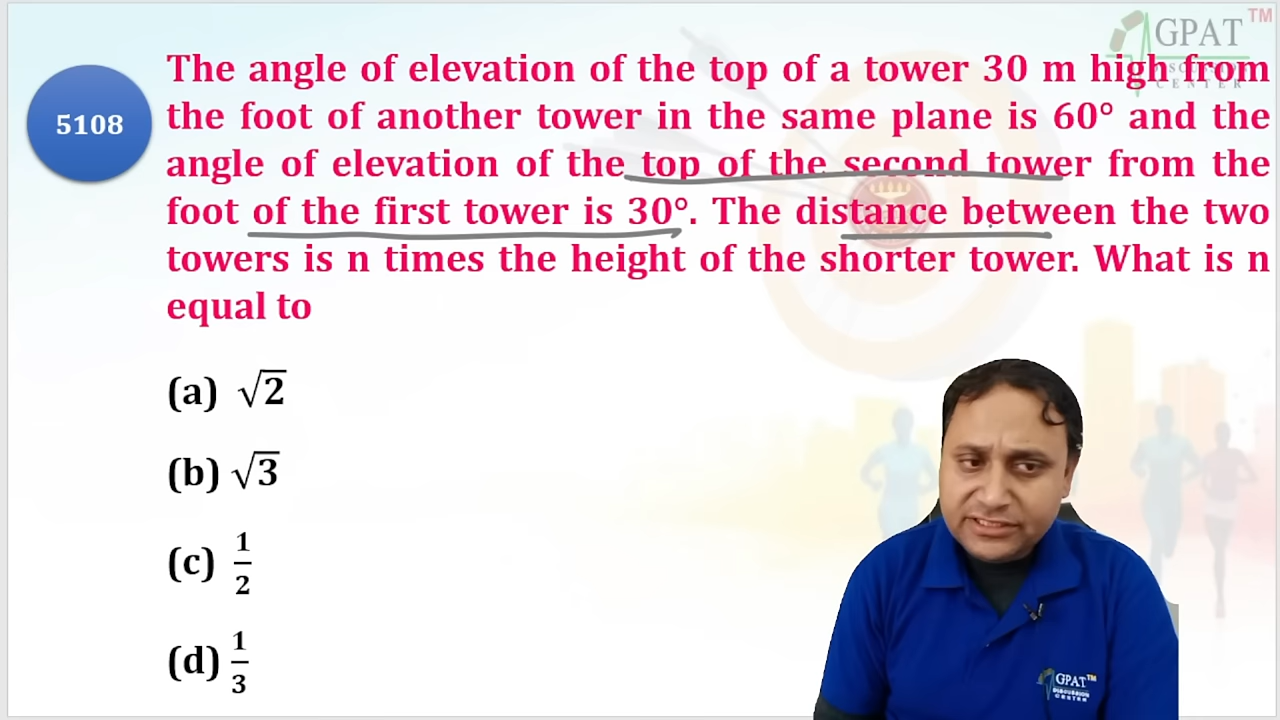 GPAT™
CENTER
5108
The angle of elevation of the top of a tower 30 m high from
the foot of another tower in the same plane is 60° and the
angle of elevation of the top of the second tower from the
foot of the first tower is 30°. The distance between the two
towers is n times the height of the shorter tower. What is n
equal to
(a) √2
(b) √3
(c) 1/2
(d) 1/3
GPAT™
DISCUSSION
CENTER